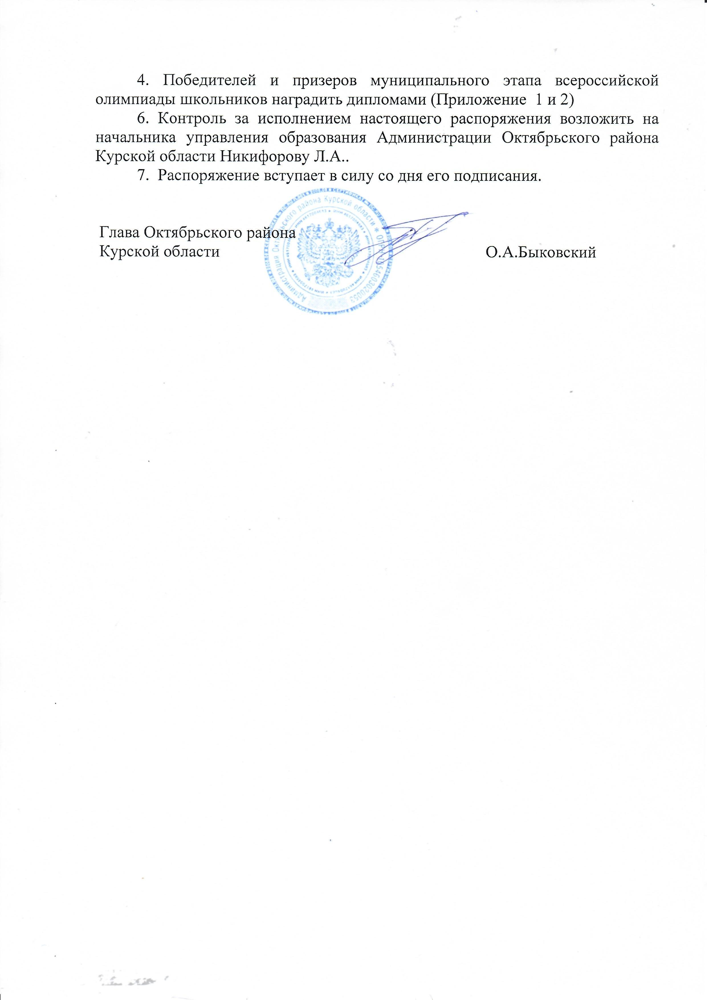 4. Победителей и призеров муниципального этапа всероссийской
олимпиады школьников наградить дипломами (Приложение 1 и 2)
6. Контроль за исполнением настоящего распоряжения возложить на
начальника управления образования Администрации Октябрьского района
Курской области Никифорову Л.А..
7. Распоряжение вступает в силу со дня его подписания.
Глава Октябрьского района
Курской области
О.А.Быковский
Администрация Октябрьского района Курской области * ОГРН 1054603020053